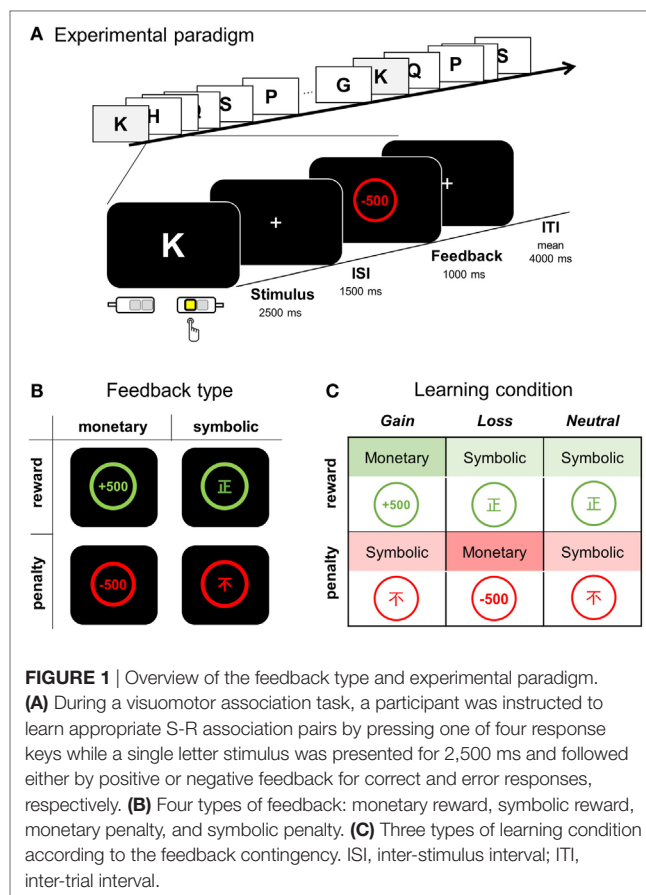 A Experimental paradigm
K H Q S P ... G K Q P S
K
+
-500
+
Stimulus
2500 ms
ISI
1500 ms
Feedback
1000 ms
ITI
mean
4000 ms
B Feedback type
monetary symbolic
reward
+500 正
penalty
-500 不
C Learning condition
Gain Loss Neutral
reward
Monetary Symbolic Symbolic
+500 正 正
penalty
Symbolic Monetary Symbolic
不 -500 不
FIGURE 1 | Overview of the feedback type and experimental paradigm.
(A) During a visuomotor association task, a participant was instructed to
learn appropriate S-R association pairs by pressing one of four response
keys while a single letter stimulus was presented for 2,500 ms and followed
either by positive or negative feedback for correct and error responses,
respectively. (B) Four types of feedback: monetary reward, symbolic reward,
monetary penalty, and symbolic penalty. (C) Three types of learning condition
according to the feedback contingency. ISI, inter-stimulus interval; ITI,
inter-trial interval.